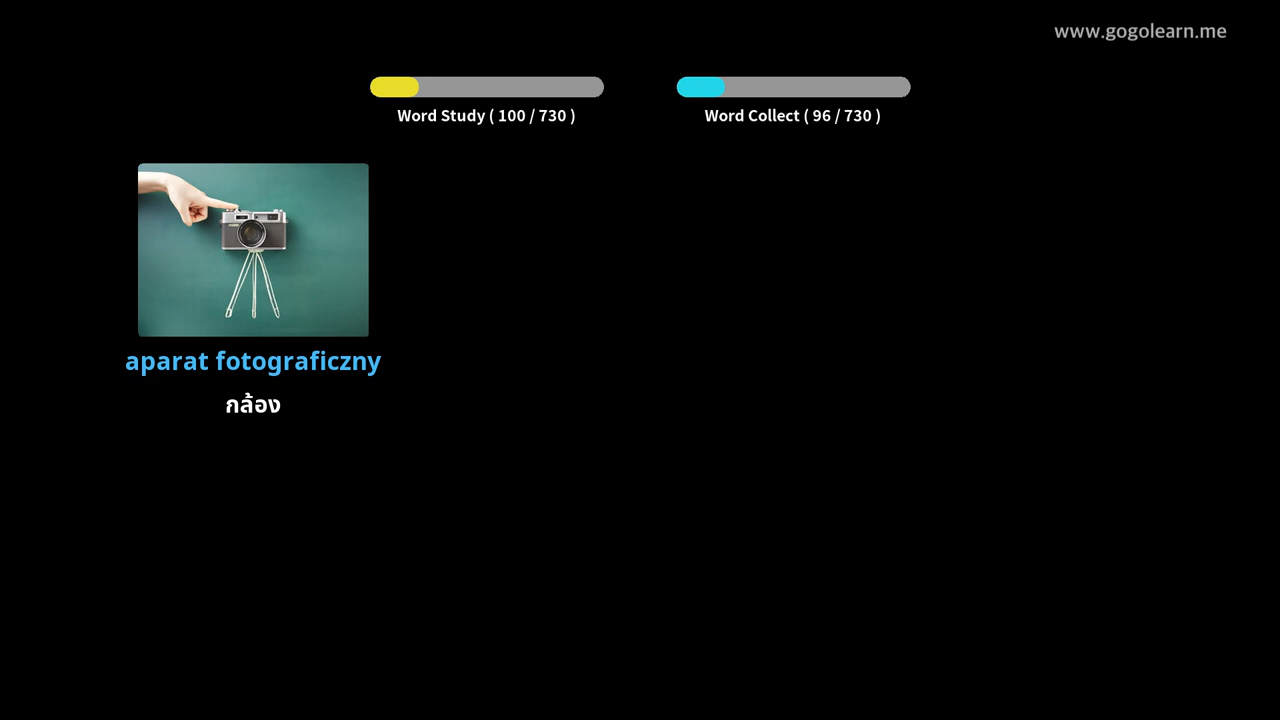 www.gogolearn.me
Word Study ( 100 / 730 )
Word Collect ( 96 / 730 )
aparat fotograficzny
กล้อง